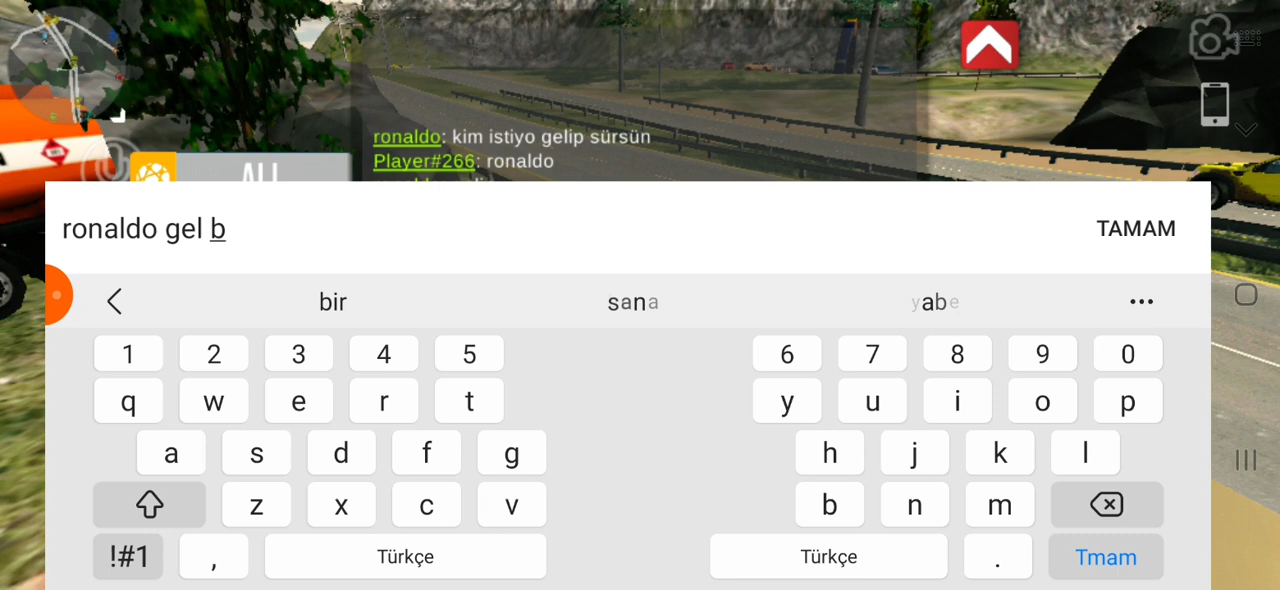 ronaldo: kim istiyo gelip sürsün
Player#266: ronaldo
ALL
ronaldo gel b
TAMAM
bir
sana
yabe
1 2 3 4 5 6 7 8 9 0
q w e r t y u i o p
a s d f g h j k l
z x c v b n m
!#1 , Türkçe Türkçe . Tmam